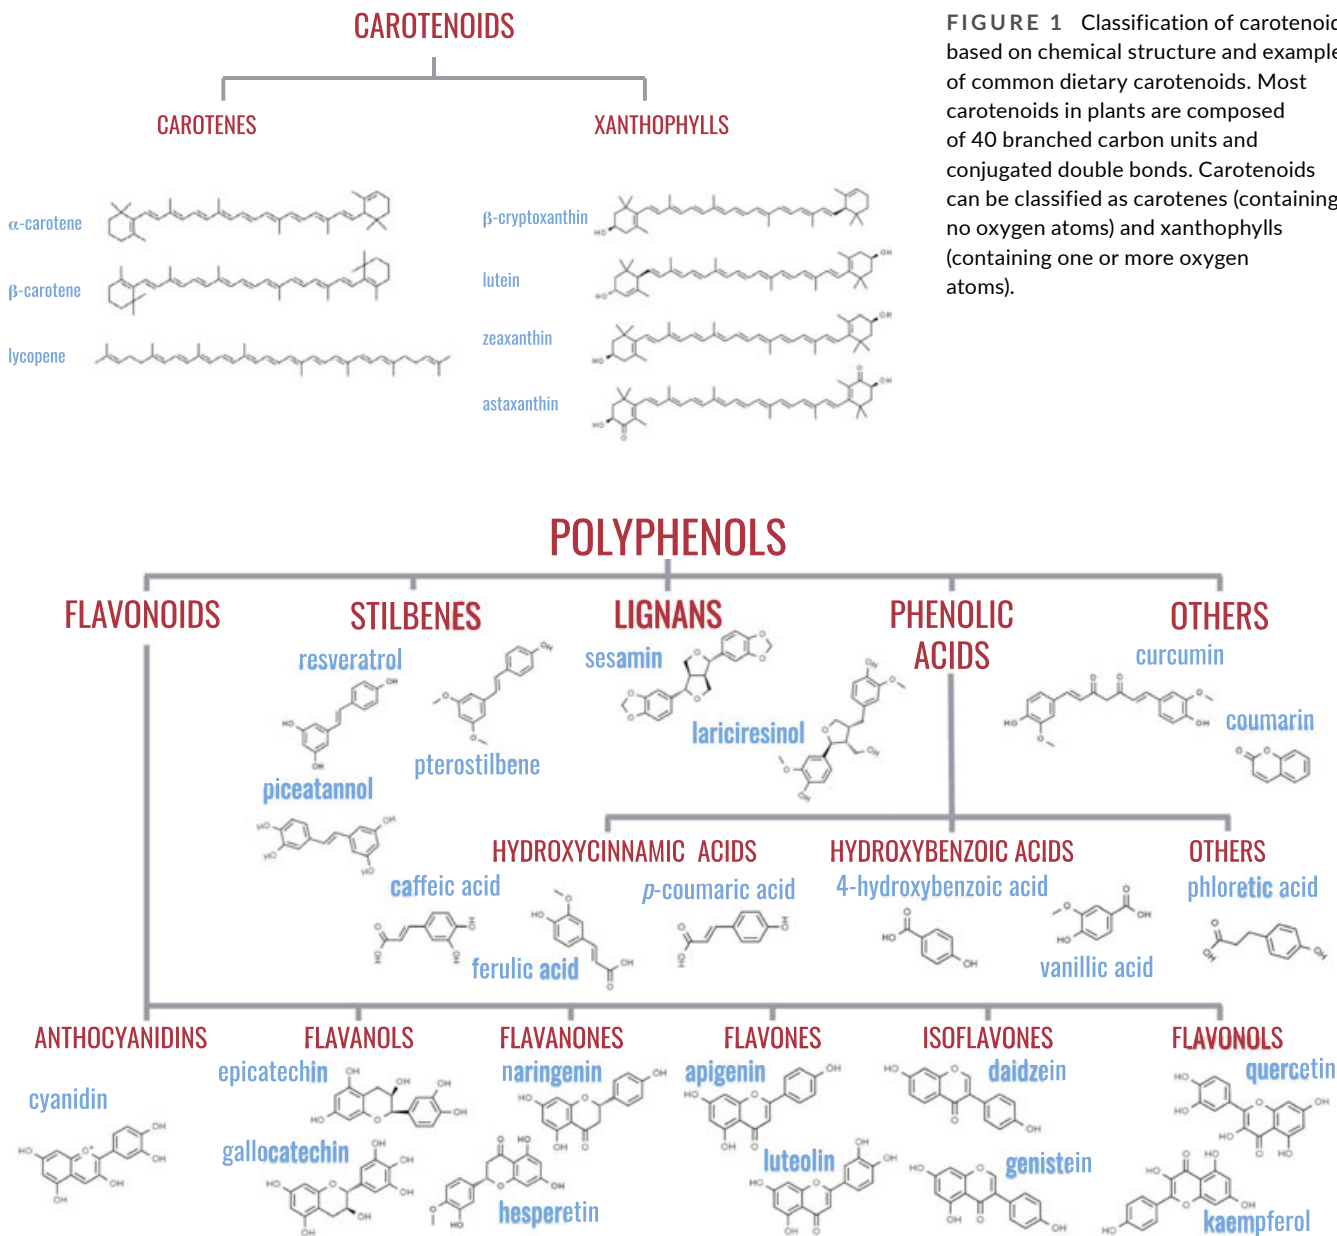 CAROTENOIDS
CAROTENES
XANTHOPHYLLS
α-carotene
β-carotene
lycopene
β-cryptoxanthin
lutein
zeaxanthin
astaxanthin
FIGURE 1 Classification of carotenoid
based on chemical structure and example
of common dietary carotenoids. Most
carotenoids in plants are composed
of 40 branched carbon units and
conjugated double bonds. Carotenoids
can be classified as carotenes (containing
no oxygen atoms) and xanthophylls
(containing one or more oxygen
atoms).
POLYPHENOLS
FLAVONOIDS
STILBENES
LIGNANS
PHENOLIC
ACIDS
OTHERS
resveratrol
pterostilbene
piceatannol
sesamin
lariciresinol
curcumin
coumarin
HYDROXYCINNAMIC ACIDS
HYDROXYBENZOIC ACIDS
OTHERS
caffeic acid
ferulic acid
p-coumaric acid
4-hydroxybenzoic acid
vanillic acid
phloretic acid
ANTHOCYANIDINS
FLAVANOLS
FLAVANONES
FLAVONES
ISOFLAVONES
FLAVONOLS
cyanidin
epicatechin
gallocatechin
naringenin
hesperetin
apigenin
luteolin
daidzein
genistein
quercetin
kaempferol